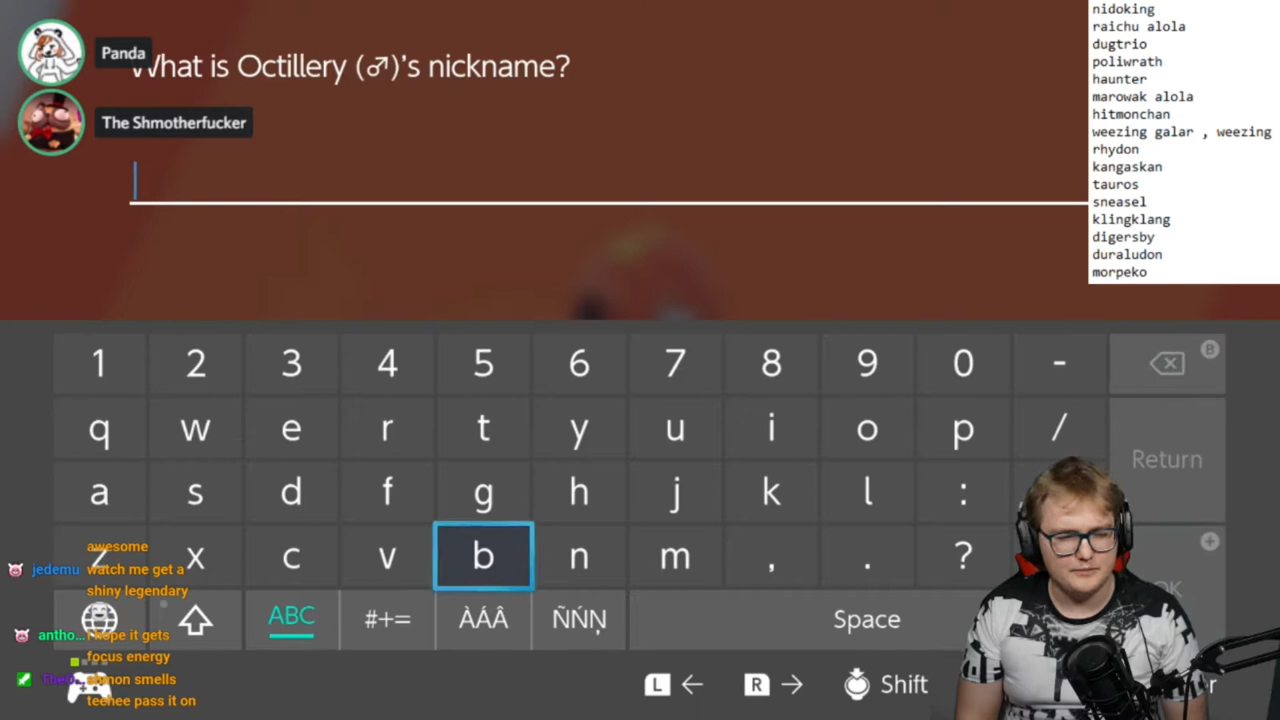 Panda
What is Octillery (♂)'s nickname?
The Shmotherfucker
nidoking
raichu alola
dugtrio
poliwrath
haunter
marowak alola
hitmonchan
weezing galar , weezing
rhydon
kangaskan
tauros
sneasel
klingklang
digersby
duraludon
morpeko
1 2 3 4 5 6 7 8 9 0 - B
q w e r t y u i o p /
Return
a s d f g h j k l :
z x c v b n m , . ? +
ABC #+= ÀÁÂ ÑŃŅ Space
L ← R → Shift
awesome
jedemu watch me get a
shiny legendary
antho... i hope it gets
focus energy
smells
teehee pass it on